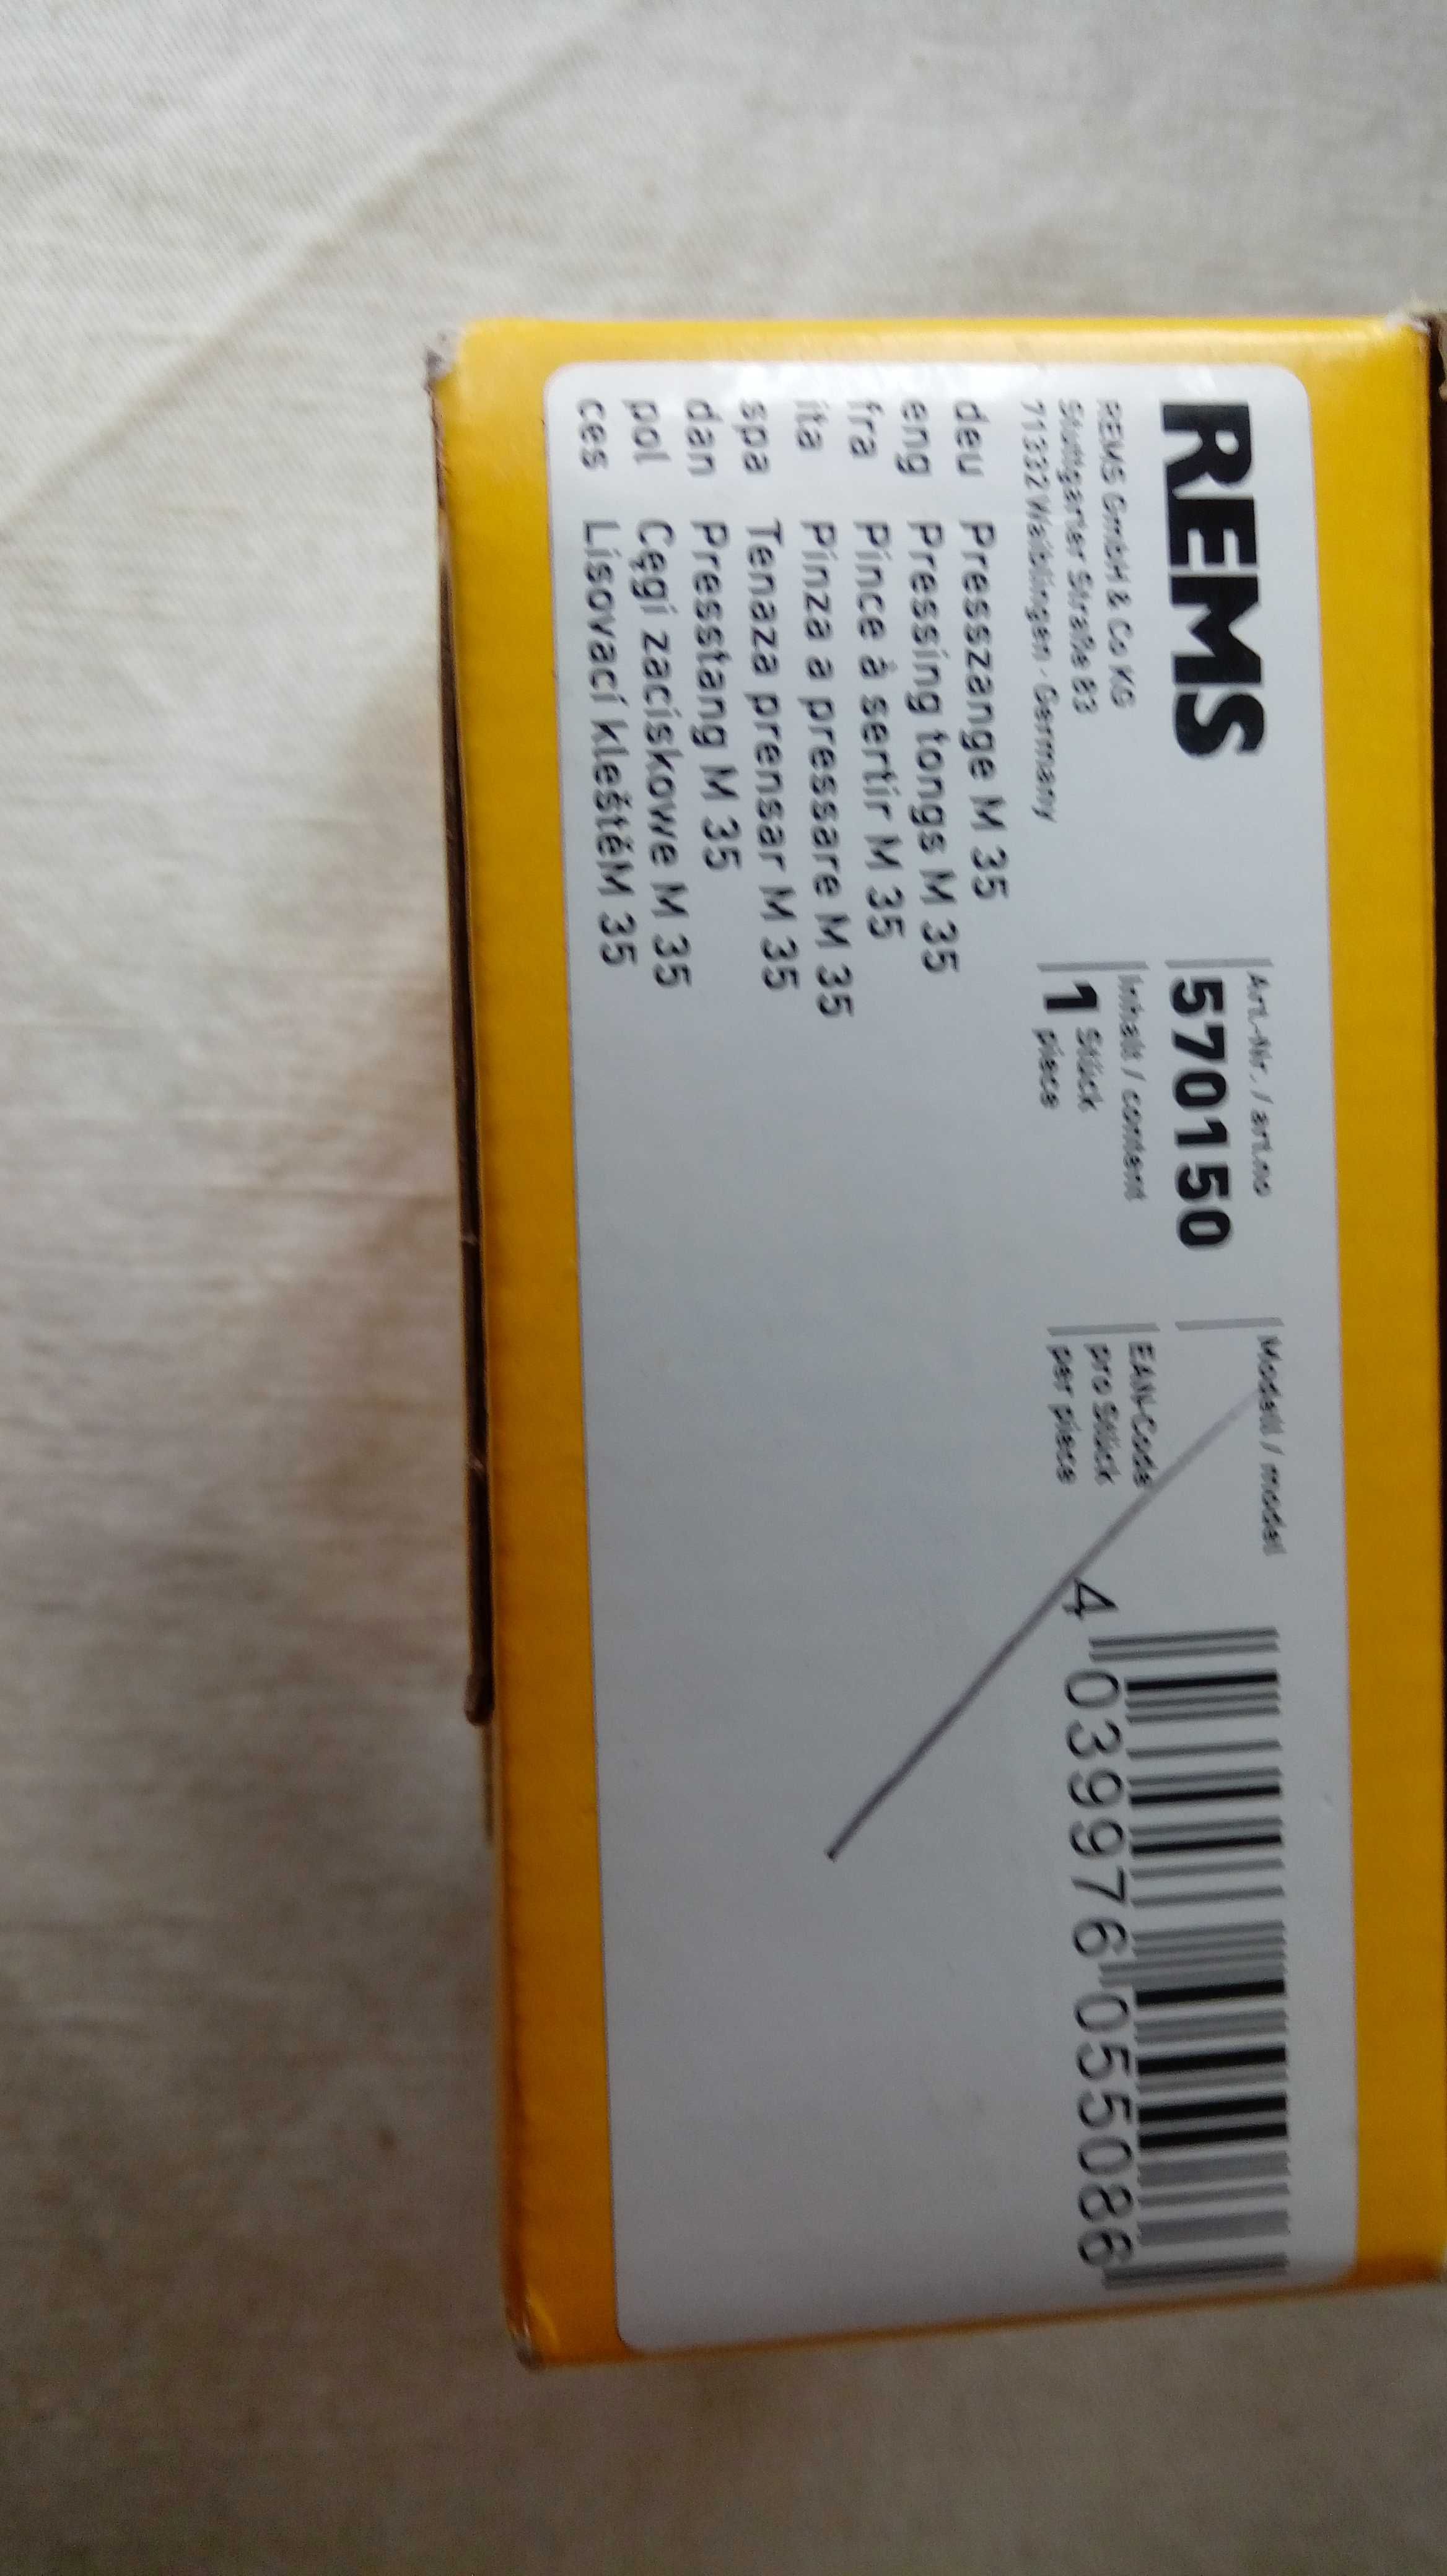 REMS
REMS GmbH & Co KG
Stuttgarter Straße 83
71332 Waiblingen · Germany
Art.-Nr. / art.no
570150
Inhalt / content
1 Stück
piece
Modell / model
EAN-Code
pro Stück
per piece
4 039976 055086
deu Presszange M 35
eng Pressing tongs M 35
fra Pince à sertir M 35
ita Pinza a pressare M 35
spa Tenaza prensar M 35
dan Presstang M 35
pol Cęgi zaciskowe M 35
ces Lisovací kleštěM 35